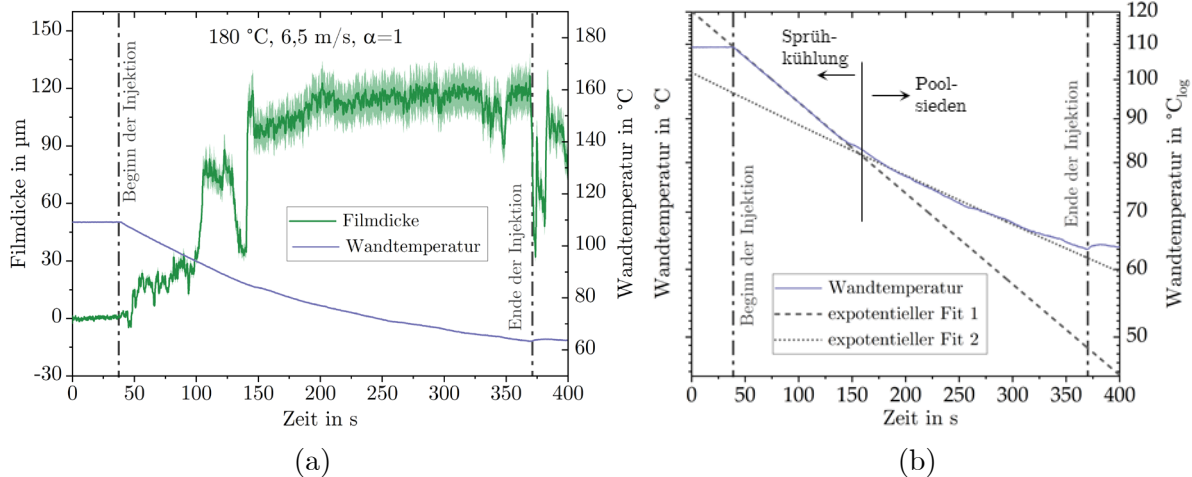 180 °C, 6,5 m/s, α=1
Filmdicke in µm
150
120
90
60
30
0
-30
Beginn der Injektion
Ende der Injektion
Filmdicke
Wandtemperatur
180
160
140
120
100
80
60
Wandtemperatur in °C
0 50 100 150 200 250 300 350 400
Zeit in s
(a)
Wandtemperatur in °C
Sprüh-
kühlung
Pool-
sieden
Beginn der Injektion
Ende der Injektion
Wandtemperatur
expotentieller Fit 1
expotentieller Fit 2
120
110
100
90
80
70
60
50
Wandtemperatur in °Clog
0 50 100 150 200 250 300 350 400
Zeit in s
(b)